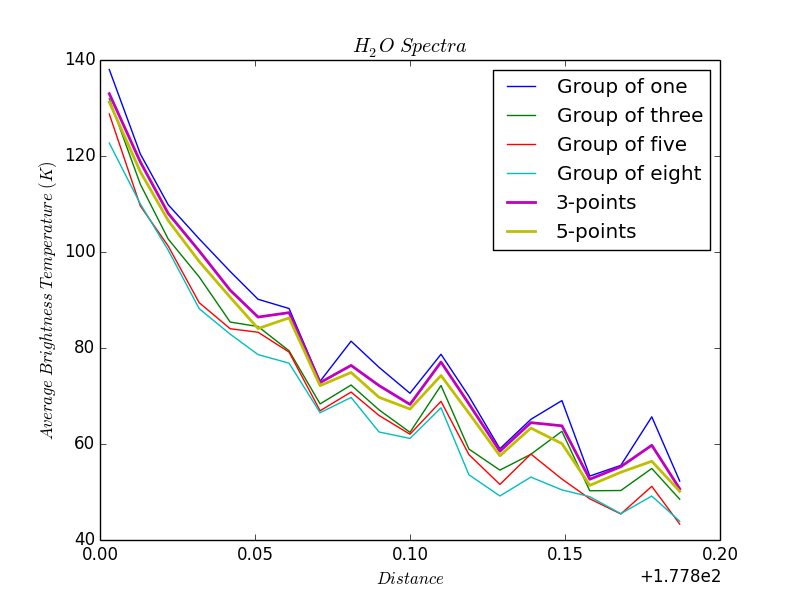 H₂O Spectra
140
120
100
80
60
40
Average Brightness Temperature (K)
Group of one
Group of three
Group of five
Group of eight
3-points
5-points
0.00 0.05 0.10 0.15 0.20
Distance
+1.778e2